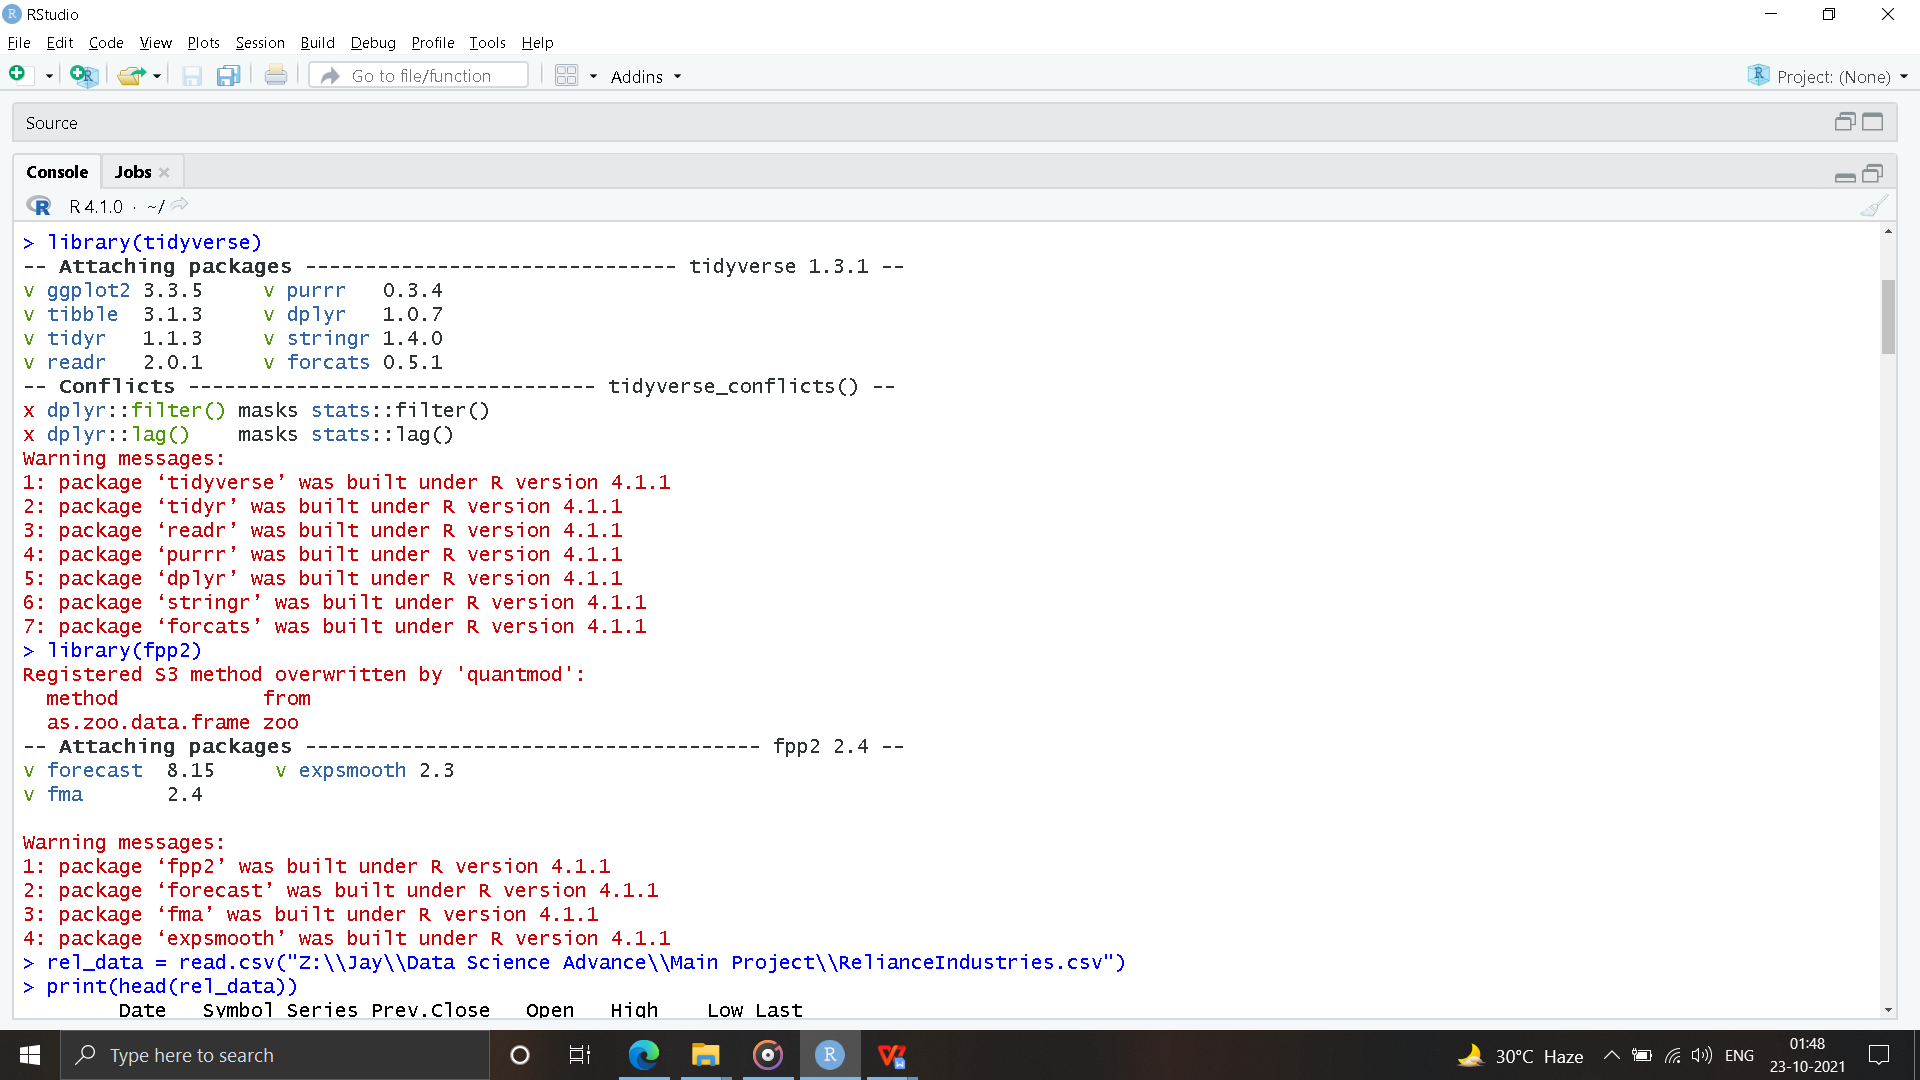 RStudio
File Edit Code View Plots Session Build Debug Profile Tools Help
Go to file/function Addins Project: (None)
Source
Console Jobs
R 4.1.0 · ~/
> library(tidyverse)
-- Attaching packages ------------------------------- tidyverse 1.3.1 --
v ggplot2 3.3.5     v purrr   0.3.4
v tibble  3.1.3     v dplyr   1.0.7
v tidyr   1.1.3     v stringr 1.4.0
v readr   2.0.1     v forcats 0.5.1
-- Conflicts ---------------------------------- tidyverse_conflicts() --
x dplyr::filter() masks stats::filter()
x dplyr::lag()    masks stats::lag()
Warning messages:
1: package ‘tidyverse’ was built under R version 4.1.1
2: package ‘tidyr’ was built under R version 4.1.1
3: package ‘readr’ was built under R version 4.1.1
4: package ‘purrr’ was built under R version 4.1.1
5: package ‘dplyr’ was built under R version 4.1.1
6: package ‘stringr’ was built under R version 4.1.1
7: package ‘forcats’ was built under R version 4.1.1
> library(fpp2)
Registered S3 method overwritten by 'quantmod':
  method            from
  as.zoo.data.frame zoo
-- Attaching packages -------------------------------------- fpp2 2.4 --
v forecast  8.15     v expsmooth 2.3
v fma       2.4

Warning messages:
1: package ‘fpp2’ was built under R version 4.1.1
2: package ‘forecast’ was built under R version 4.1.1
3: package ‘fma’ was built under R version 4.1.1
4: package ‘expsmooth’ was built under R version 4.1.1
> rel_data = read.csv("Z:\\Jay\\Data Science Advance\\Main Project\\RelianceIndustries.csv")
> print(head(rel_data))
        Date   Symbol Series Prev.Close   Open   High    Low Last
Type here to search 30°C Haze ENG 01:48
23-10-2021